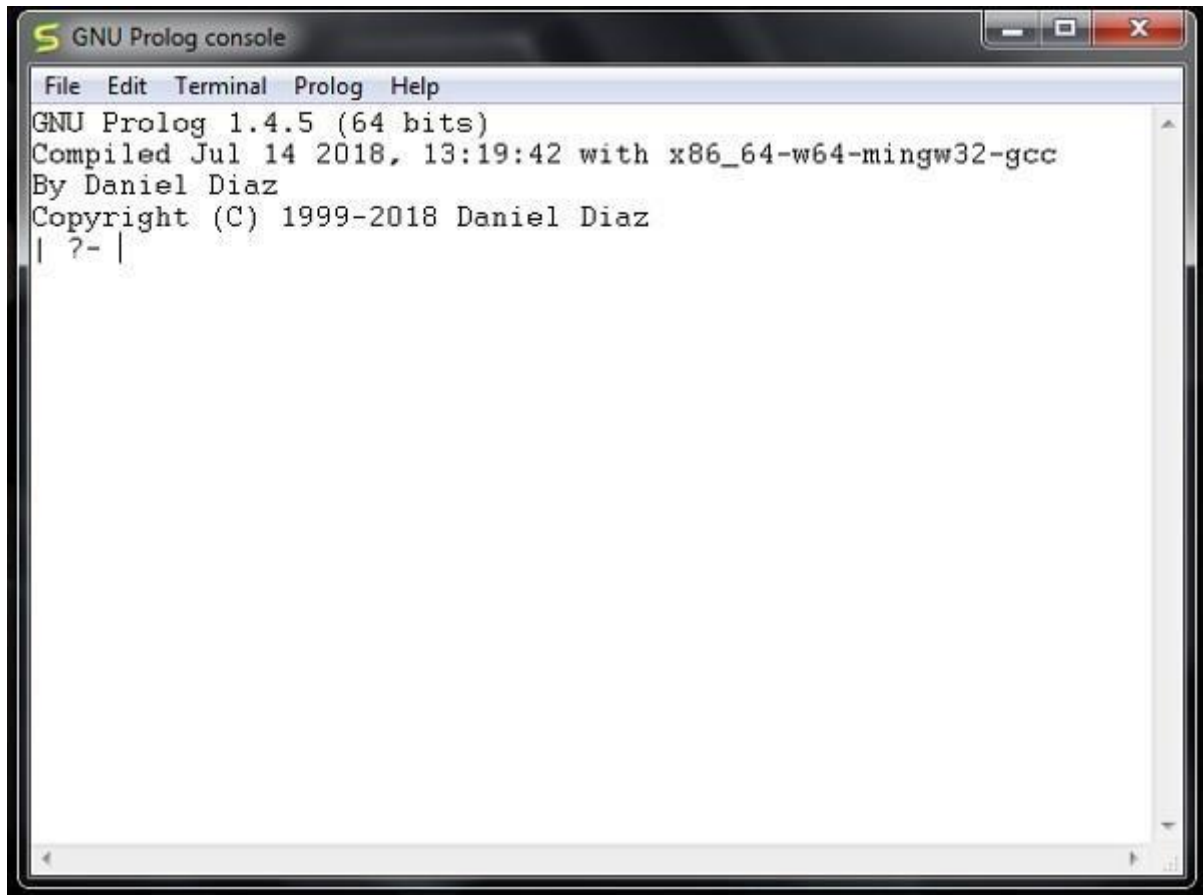 GNU Prolog console
File Edit Terminal Prolog Help
GNU Prolog 1.4.5 (64 bits)
Compiled Jul 14 2018, 13:19:42 with x86_64-w64-mingw32-gcc
By Daniel Diaz
Copyright (C) 1999-2018 Daniel Diaz
| ?-